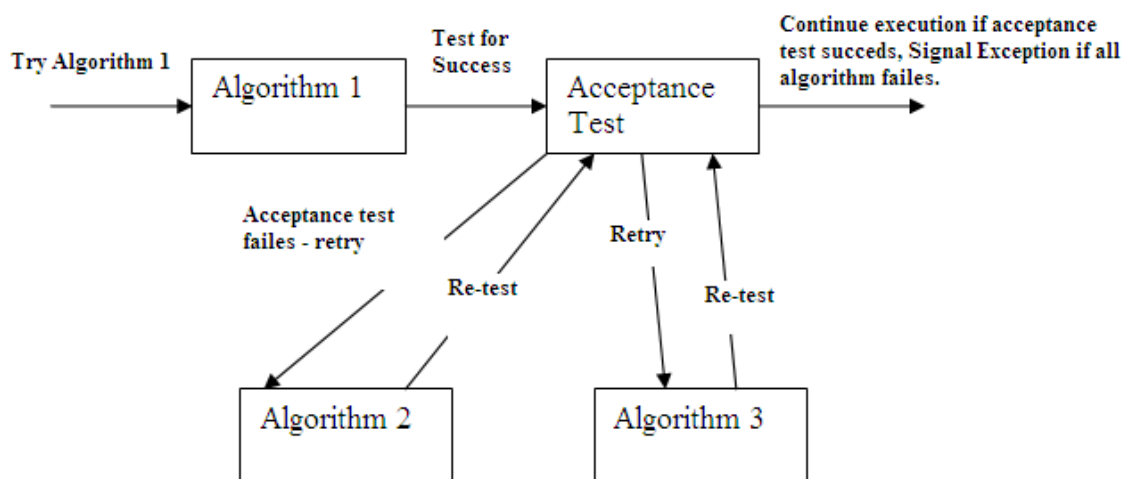 Try Algorithm 1
Algorithm 1
Test for
Success
Acceptance
Test
Continue execution if acceptance
test succeds, Signal Exception if all
algorithm failes.
Acceptance test
failes - retry
Re-test
Retry
Re-test
Algorithm 2
Algorithm 3